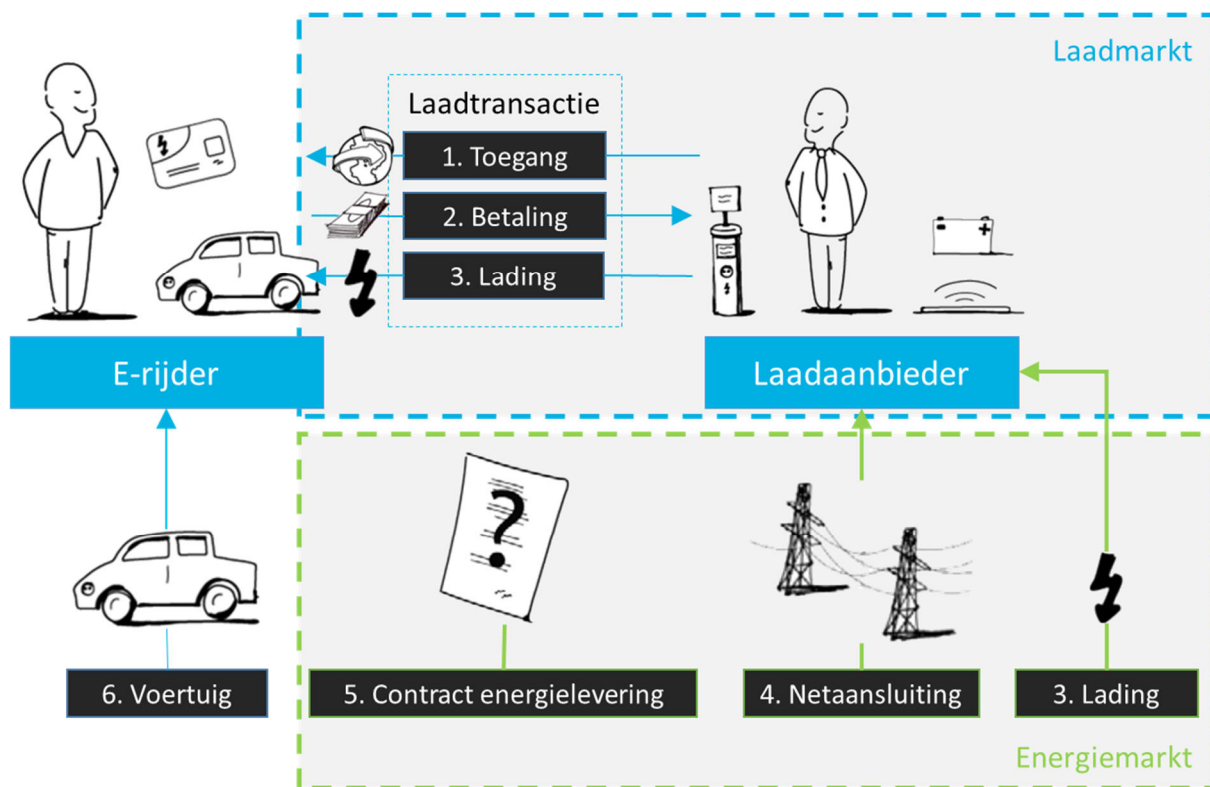 Laadmarkt
Laadtransactie
1. Toegang
2. Betaling
3. Lading
E-rijder
Laadaanbieder
?
6. Voertuig
5. Contract energielevering
4. Netaansluiting
3. Lading
Energiemarkt